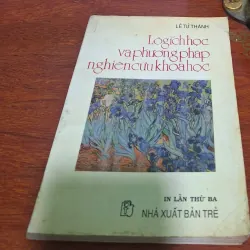 LÊ TỬ THÀNH
Lôgích học
và phương pháp
nghiên cứu khoa học
IN LẦN THỨ BA
NHÀ XUẤT BẢN TRẺ